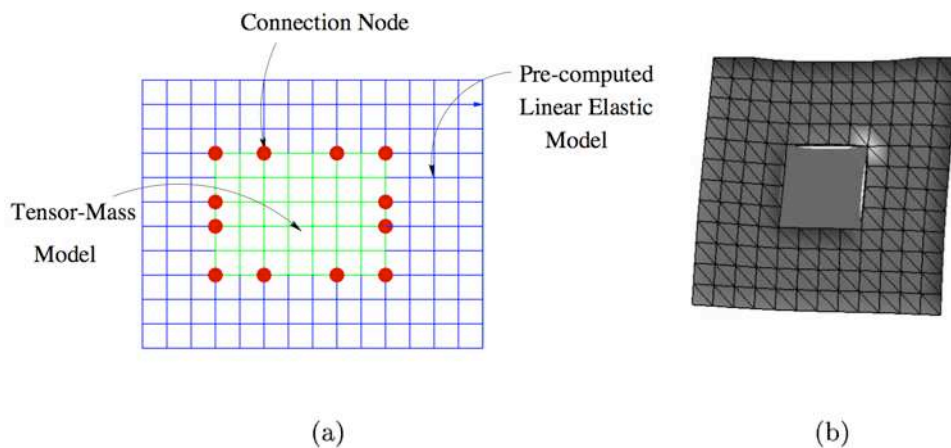 Connection Node
Pre-computed
Linear Elastic
Model
Tensor-Mass
Model
(a)
(b)